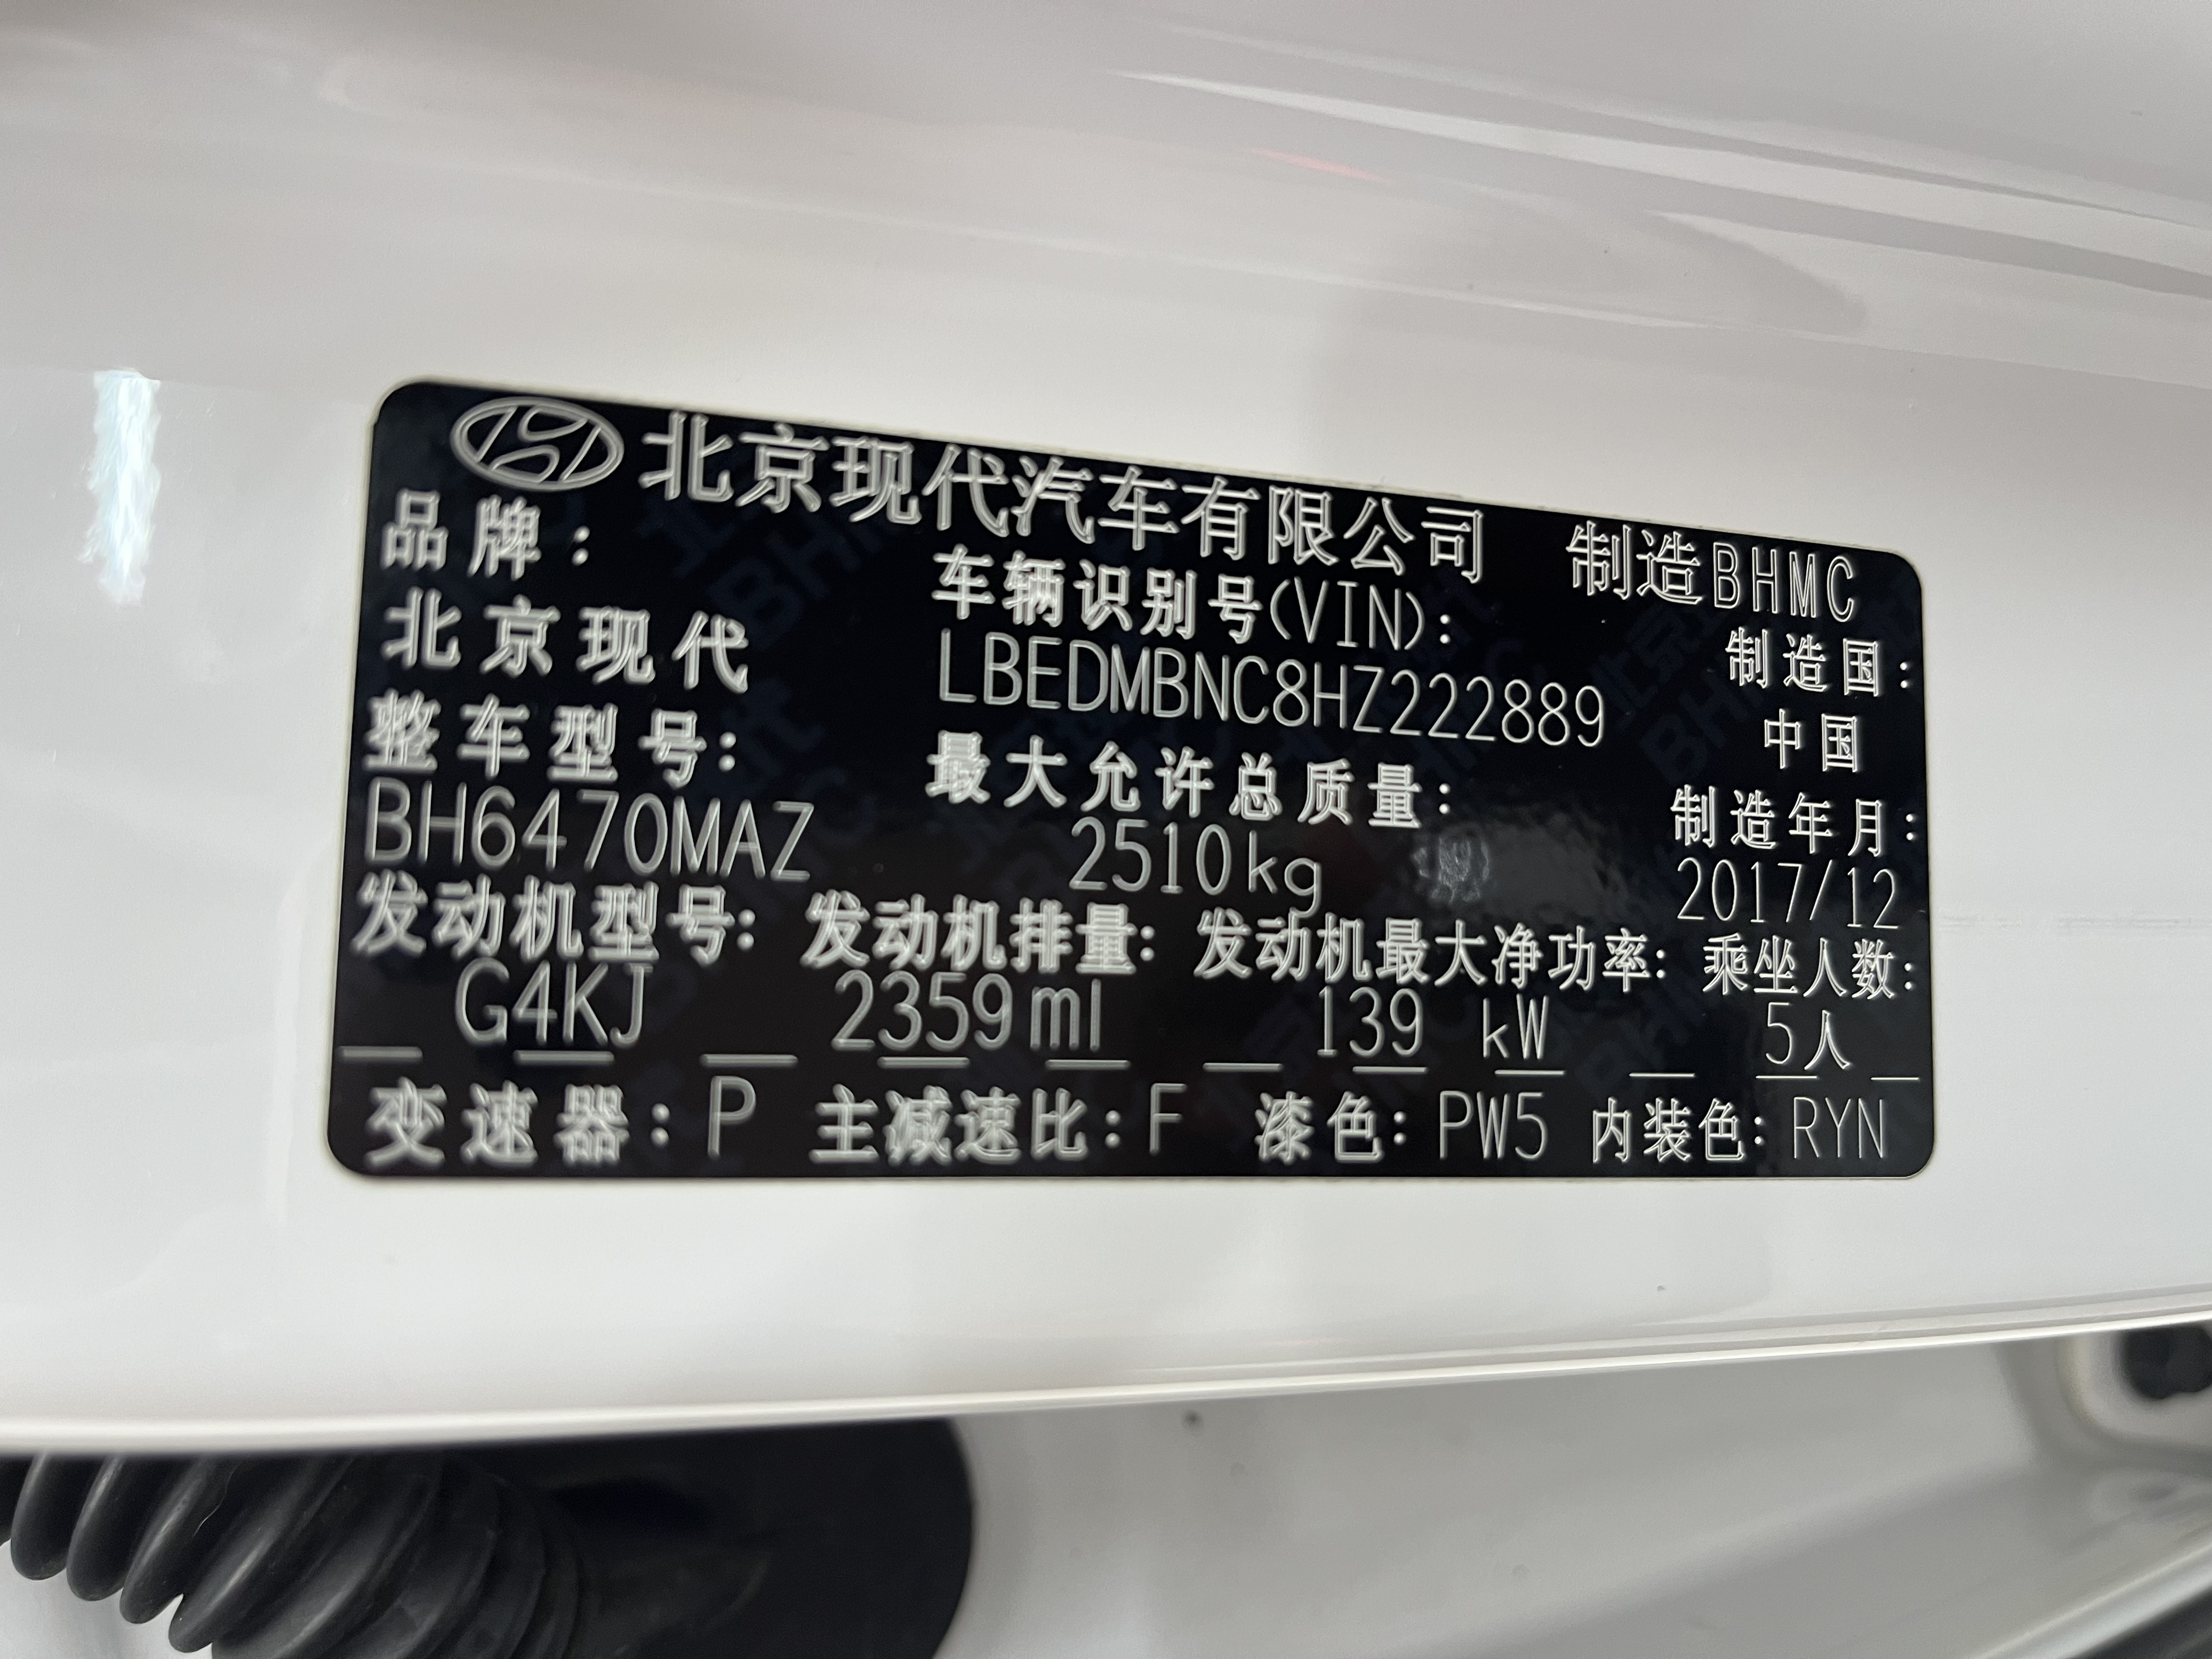 北京现代汽车有限公司 制造BHMC
品牌: 车辆识别号(VIN): 制造国:
北京现代 LBEDMBNC8HZ222889 中国
整车型号: 最大允许总质量: 制造年月:
BH6470MAZ 2510kg 2017/12
发动机型号: 发动机排量: 发动机最大净功率: 乘坐人数:
G4KJ 2359ml 139 kW 5人
变速器: P 主减速比: F 漆色: PW5 内装色: RYN